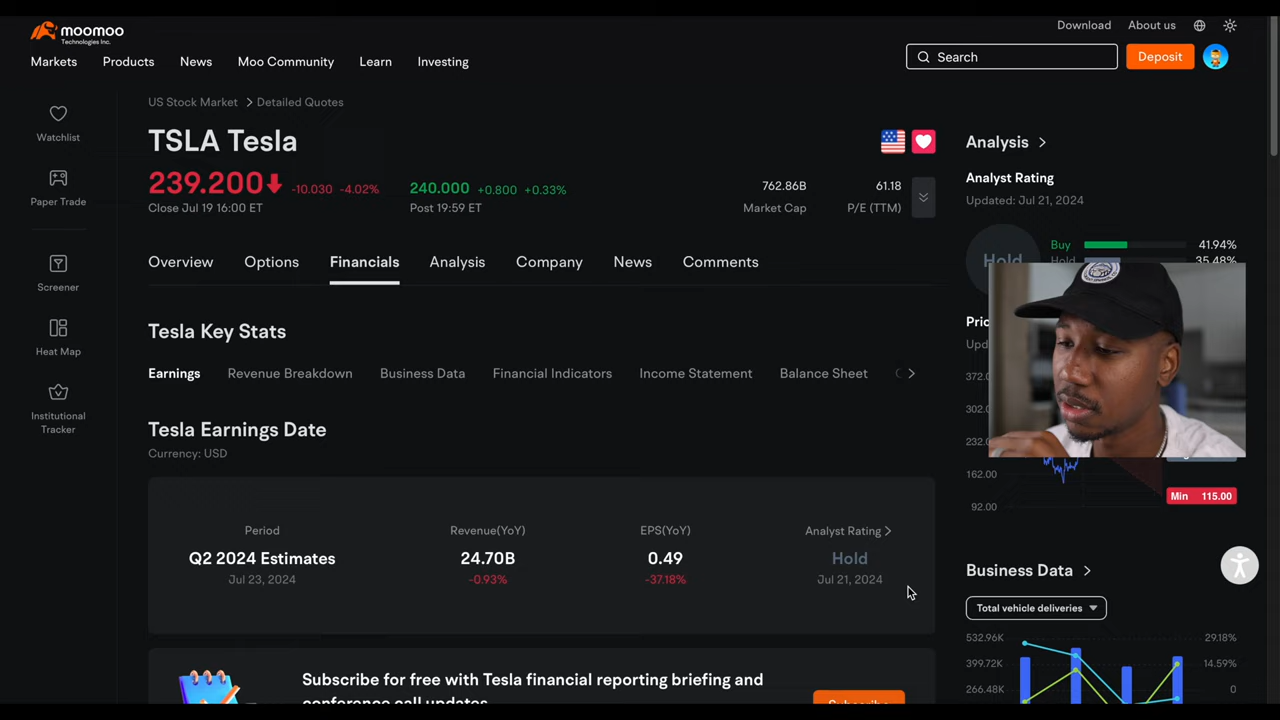 moomoo
Technologies Inc.
Download
About us
Markets
Products
News
Moo Community
Learn
Investing
Search
Deposit
Watchlist
Paper Trade
Screener
Heat Map
Institutional
Tracker
US Stock Market > Detailed Quotes
TSLA Tesla
239.200 -10.030 -4.02%
Close Jul 19 16:00 ET
240.000 +0.800 +0.33%
Post 19:59 ET
762.86B
Market Cap
61.18
P/E (TTM)
Overview
Options
Financials
Analysis
Company
News
Comments
Tesla Key Stats
Earnings
Revenue Breakdown
Business Data
Financial Indicators
Income Statement
Balance Sheet
Tesla Earnings Date
Currency: USD
Period
Q2 2024 Estimates
Jul 23, 2024
Revenue(YoY)
24.70B
-0.93%
EPS(YoY)
0.49
-37.18%
Analyst Rating >
Hold
Jul 21, 2024
Subscribe for free with Tesla financial reporting briefing and
conference call updates
Subscribe
Analysis >
Analyst Rating
Updated: Jul 21, 2024
Hold
Buy 41.94%
Hold 35.48%
372.
302.
232.
162.00
92.00
Min 115.00
Business Data >
Total vehicle deliveries
532.96K 29.18%
399.72K 14.59%
266.48K 0